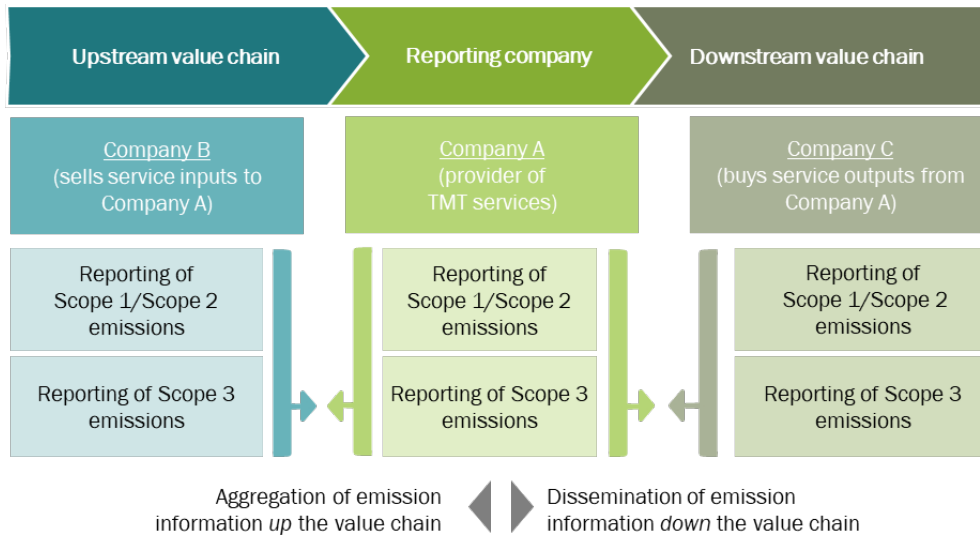 Upstream value chain
Reporting company
Downstream value chain
Company B
(sells service inputs to
Company A)
Company A
(provider of
TMT services)
Company C
(buys service outputs from
Company A)
Reporting of
Scope 1/Scope 2
emissions
Reporting of
Scope 1/Scope 2
emissions
Reporting of
Scope 1/Scope 2
emissions
Reporting of Scope 3
emissions
Reporting of Scope 3
emissions
Reporting of Scope 3
emissions
Aggregation of emission
information up the value chain
Dissemination of emission
information down the value chain